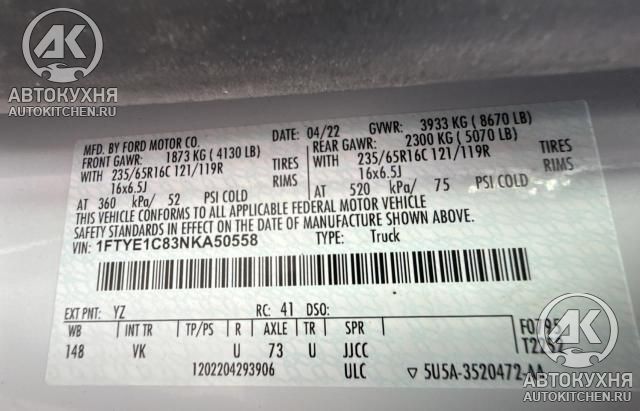 АК
АВТОКУХНЯ
AUTOKITCHEN.RU
MFD. BY FORD MOTOR CO. DATE: 04/22 GVWR: 3933 KG ( 8670 LB)
FRONT GAWR: 1873 KG ( 4130 LB) REAR GAWR: 2300 KG ( 5070 LB)
WITH 235/65R16C 121/119R TIRES WITH 235/65R16C 121/119R TIRES
16x6.5J RIMS 16x6.5J RIMS
AT 360 kPa/ 52 PSI COLD AT 520 kPa/ 75 PSI COLD
THIS VEHICLE CONFORMS TO ALL APPLICABLE FEDERAL MOTOR VEHICLE
SAFETY STANDARDS IN EFFECT ON THE DATE OF MANUFACTURE SHOWN ABOVE.
VIN: 1FTYE1C83NKA50558 TYPE: Truck
EXT PNT: YZ RC: 41 DSO:
WB INT TR TP/PS R AXLE TR SPR
148 VK U 73 U JJCC
1202204293906 ULC ▽ 5U5A-3520472-AA
АК
АВТОКУХНЯ
AUTOKITCHEN.RU